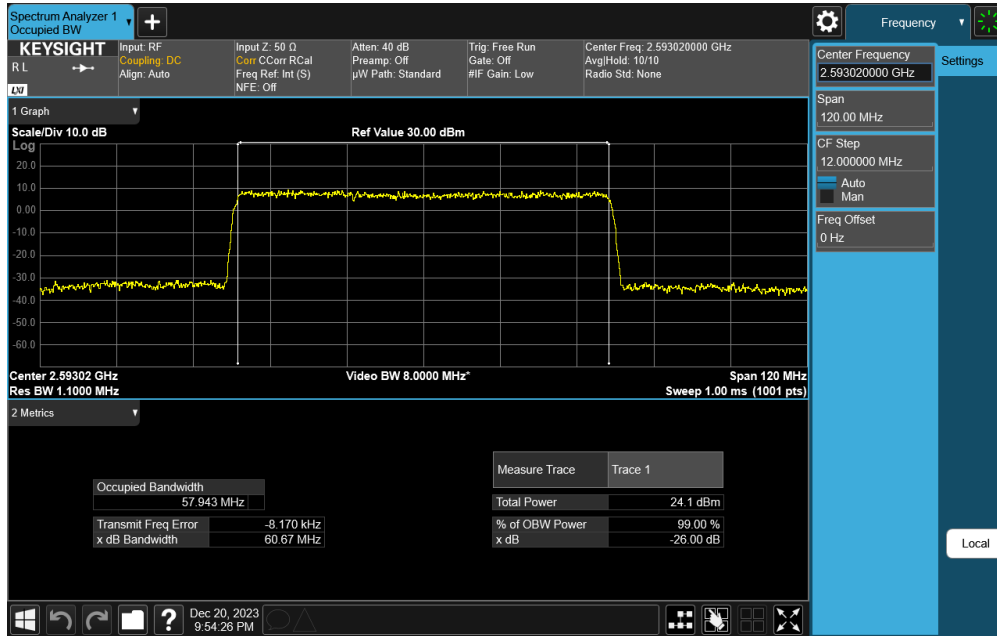 Spectrum Analyzer 1
Occupied BW
Frequency
KEYSIGHT
RL
LXI
Input: RF
Coupling: DC
Align: Auto
Input Z: 50 Ω
Corr CCorr RCal
Freq Ref: Int (S)
NFE: Off
Atten: 40 dB
Preamp: Off
µW Path: Standard
Trig: Free Run
Gate: Off
#IF Gain: Low
Center Freq: 2.593020000 GHz
Avg|Hold: 10/10
Radio Std: None
Center Frequency
2.593020000 GHz
Settings
Span
120.00 MHz
CF Step
12.000000 MHz
Auto
Man
Freq Offset
0 Hz
Local
1 Graph
Scale/Div 10.0 dB
Ref Value 30.00 dBm
Log
20.0
10.0
0.00
-10.0
-20.0
-30.0
-40.0
-50.0
-60.0
Center 2.59302 GHz
Video BW 8.0000 MHz*
Span 120 MHz
Res BW 1.1000 MHz
Sweep 1.00 ms (1001 pts)
2 Metrics
Occupied Bandwidth
57.943 MHz
Transmit Freq Error -8.170 kHz
x dB Bandwidth 60.67 MHz
Measure Trace Trace 1
Total Power 24.1 dBm
% of OBW Power 99.00 %
x dB -26.00 dB
?
Dec 20, 2023
9:54:26 PM